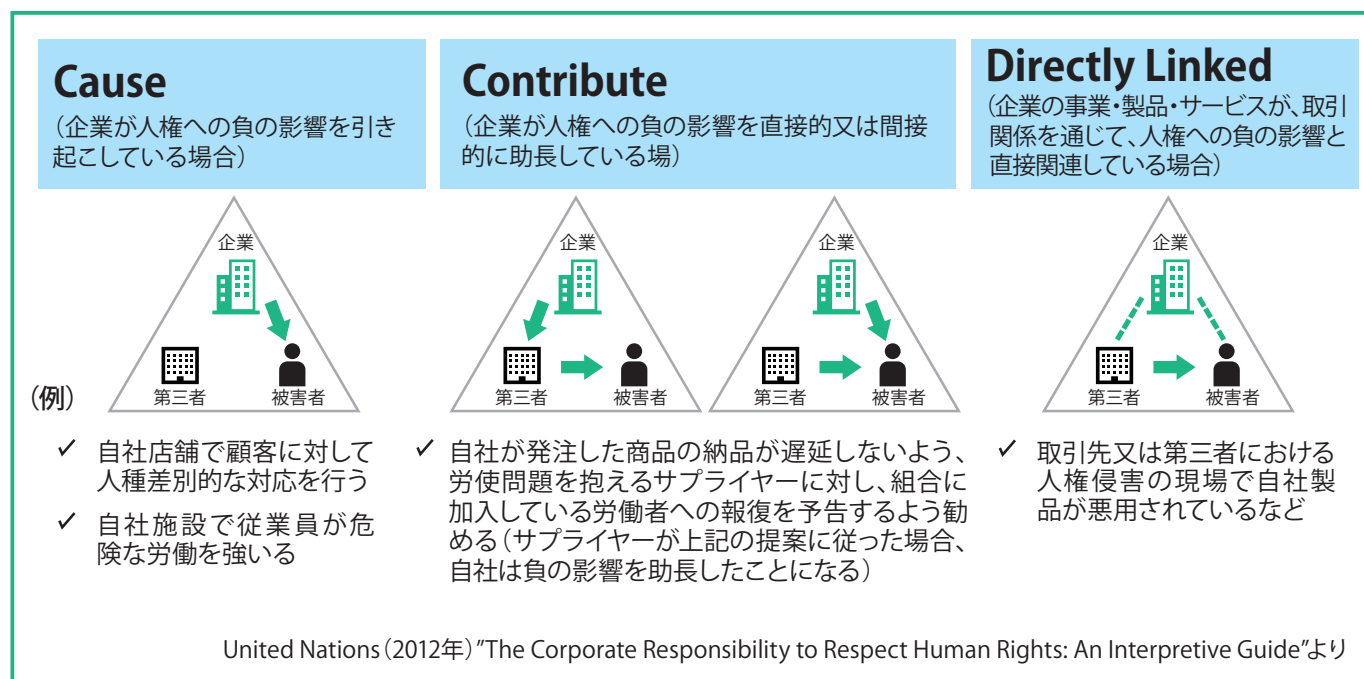 Cause
（企業が人権への負の影響を引き
起こしている場合）
Contribute
（企業が人権への負の影響を直接的又は間接
的に助長している場）
Directly Linked
（企業の事業・製品・サービスが、取引
関係を通じて、人権への負の影響と
直接関連している場合）
企業
第三者
被害者
企業
第三者
被害者
企業
第三者
被害者
企業
第三者
被害者
（例）
✓ 自社店舗で顧客に対して
人種差別的な対応を行う
✓ 自社施設で従業員が危
険な労働を強いる
✓ 自社が発注した商品の納品が遅延しないよう、
労使問題を抱えるサプライヤーに対し、組合に
加入している労働者への報復を予告するよう勧
める（サプライヤーが上記の提案に従った場合、
自社は負の影響を助長したことになる）
✓ 取引先又は第三者における
人権侵害の現場で自社製
品が悪用されているなど
United Nations（2012年）”The Corporate Responsibility to Respect Human Rights: An Interpretive Guide”より